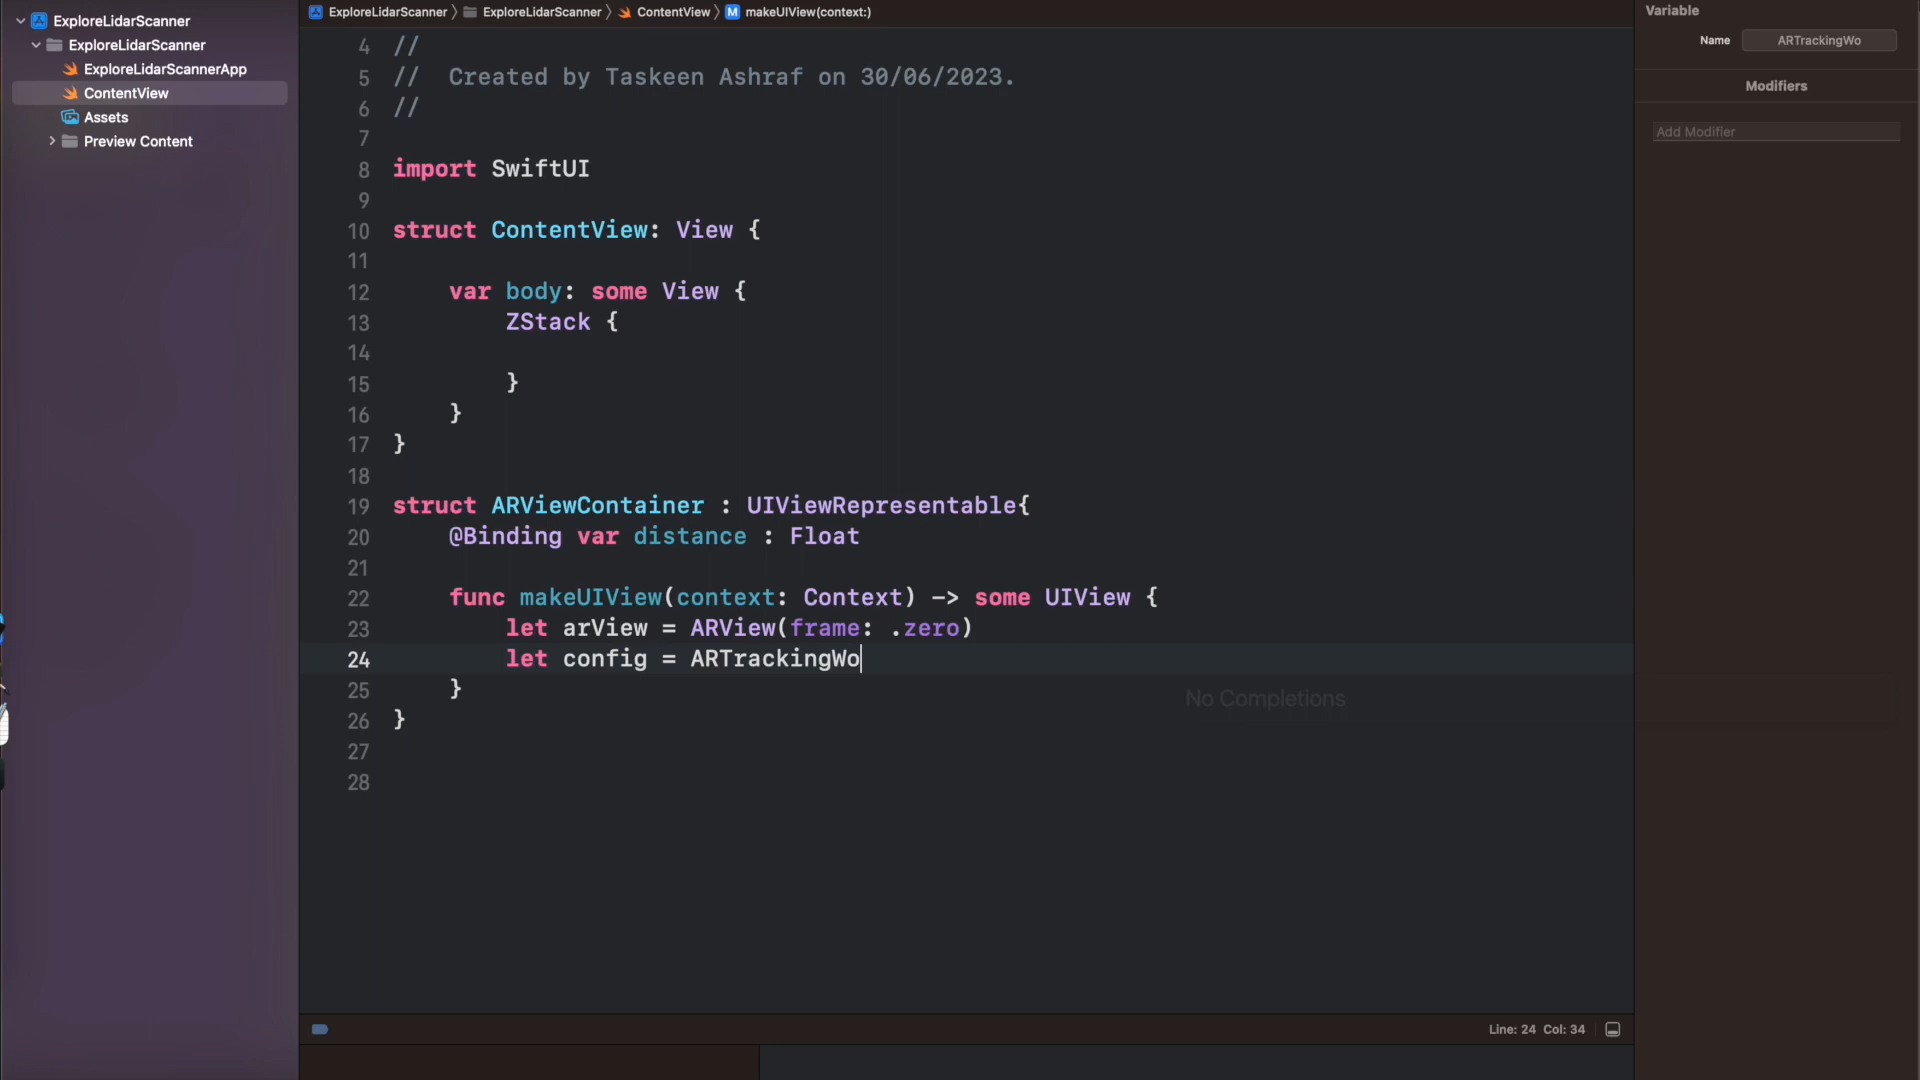 ExploreLidarScanner
ExploreLidarScanner
ExploreLidarScannerApp
ContentView
Assets
Preview Content
ExploreLidarScanner 〉 ExploreLidarScanner 〉 ContentView 〉 M makeUIView(context:)
4 //
5 //  Created by Taskeen Ashraf on 30/06/2023.
6 //
7
8 import SwiftUI
9
10 struct ContentView: View {
11
12     var body: some View {
13         ZStack {
14
15         }
16     }
17 }
18
19 struct ARViewContainer : UIViewRepresentable{
20     @Binding var distance : Float
21
22     func makeUIView(context: Context) -> some UIView {
23         let arView = ARView(frame: .zero)
24         let config = ARTrackingWo
25     }
26 }
27
28
No Completions
Line: 24 Col: 34
Variable
Name ARTrackingWo
Modifiers
Add Modifier